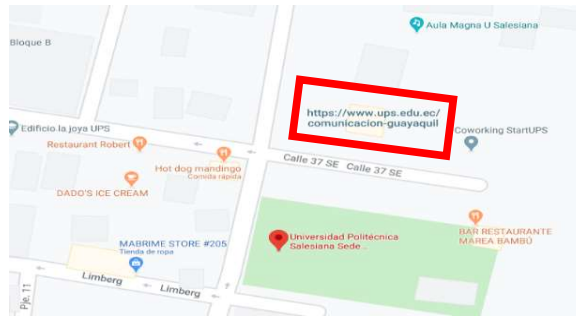 Aula Magna U Salesiana
Bloque B
https://www.ups.edu.ec/
comunicacion-guayaquil
Edificio la joya UPS
Coworking StartUPS
Restaurant Robert
Calle 37 SE Calle 37 SE
Hot dog mandingo
Comida rápida
DADO'S ICE CREAM
BAR RESTAURANTE
MAREA BAMBÚ
Universidad Politécnica
Salesiana Sede...
MABRIME STORE #205
Tienda de ropa
Limberg
Limberg
Pje. 11